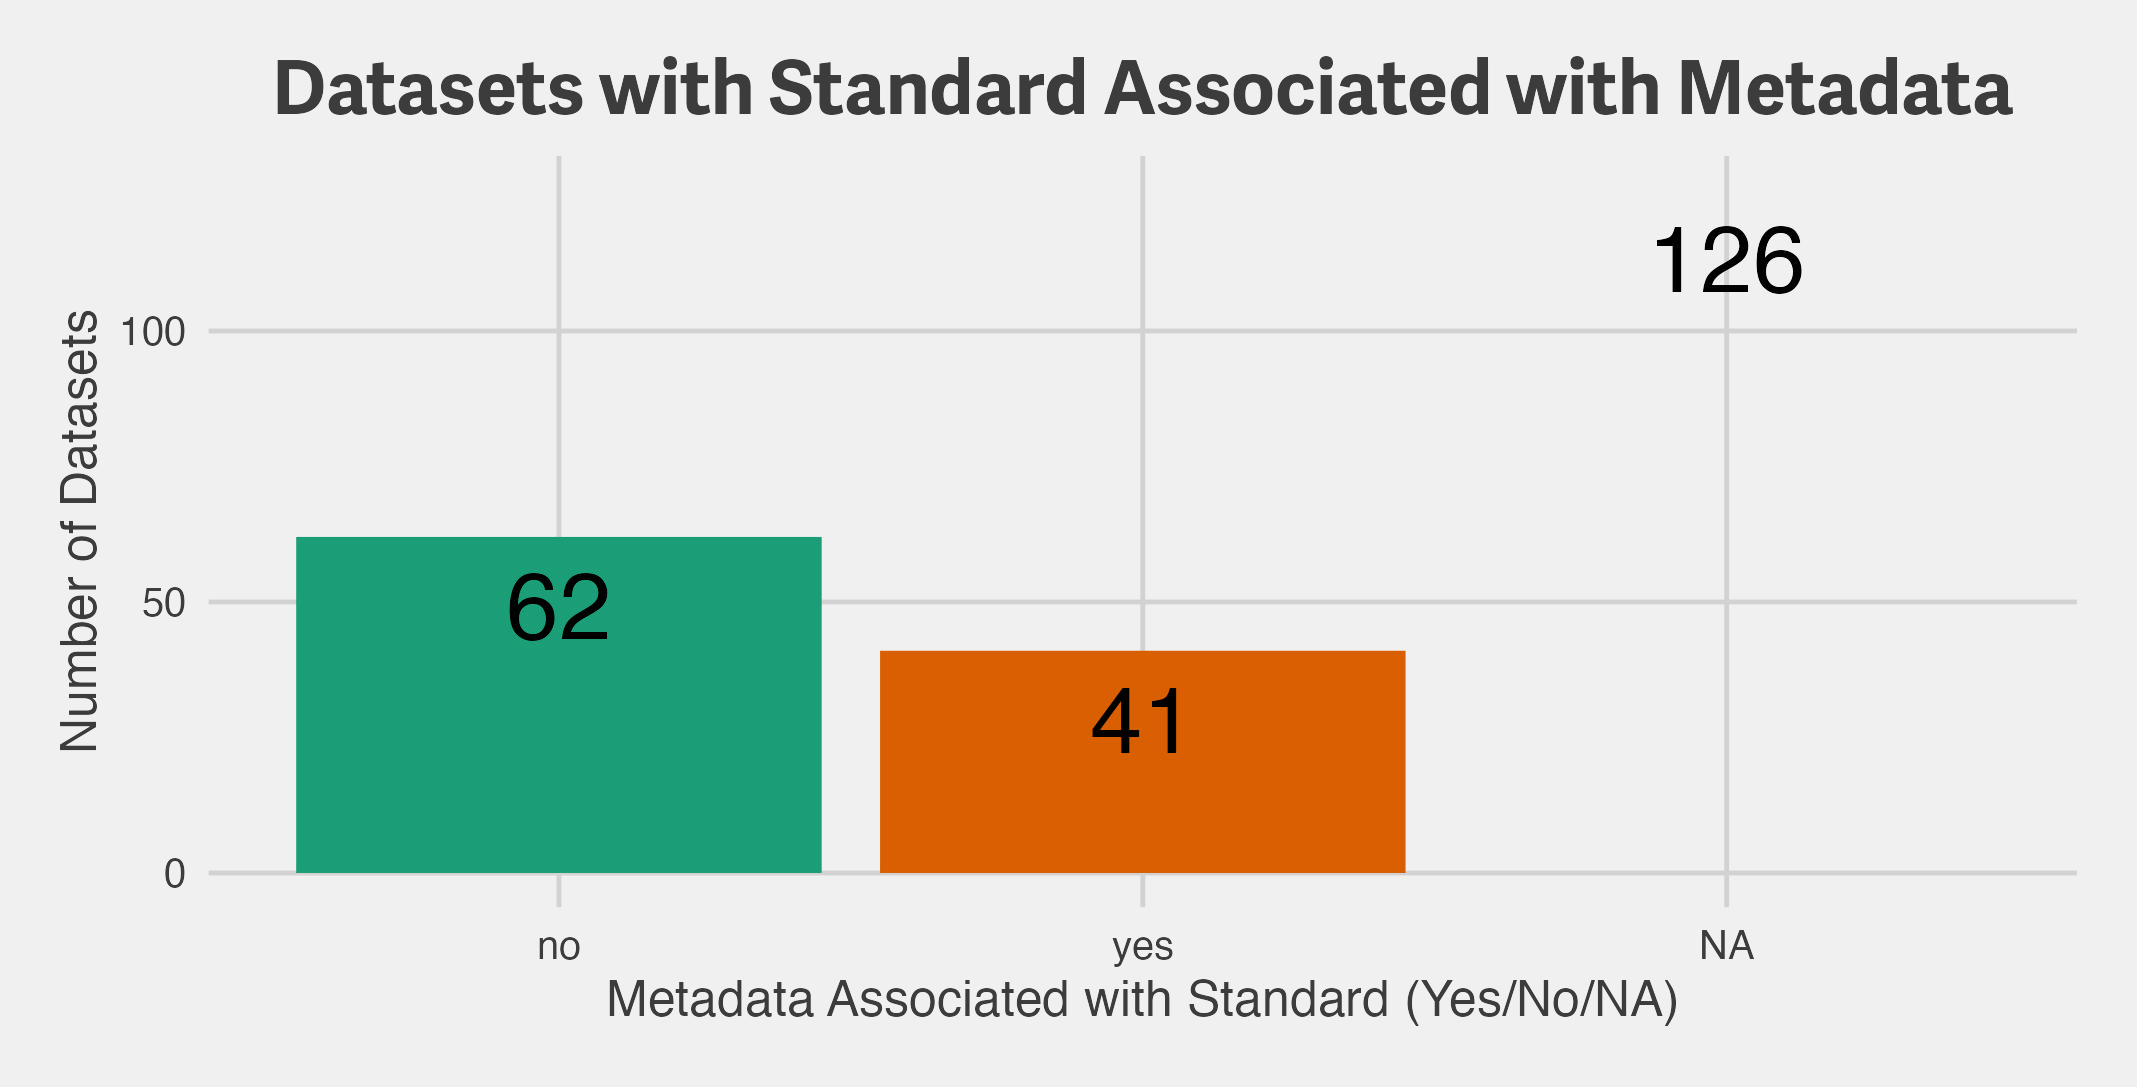 Datasets with Standard Associated with Metadata
126
100
62
50
41
0
Number of Datasets
no yes NA
Metadata Associated with Standard (Yes/No/NA)